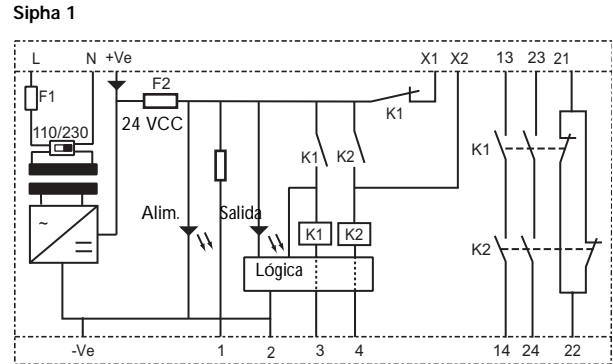 Sipha 1
L N +Ve X1 X2 13 23 21
F1 F2
24 VCC K1
110/230
K1 K2 K1
Alim. Salida
~ = K1 K2 K2
Lógica
-Ve 1 2 3 4 14 24 22